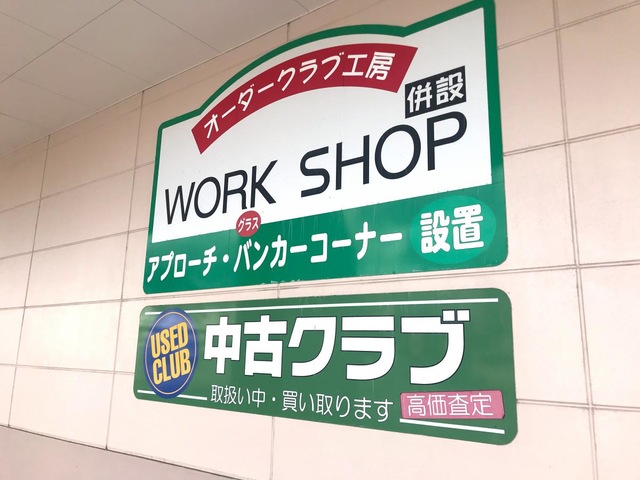 オーダークラブ工房
併設
WORK SHOP
グラス
アプローチ・バンカーコーナー 設置
USED
CLUB
中古クラブ
取扱い中・買い取ります 高価査定